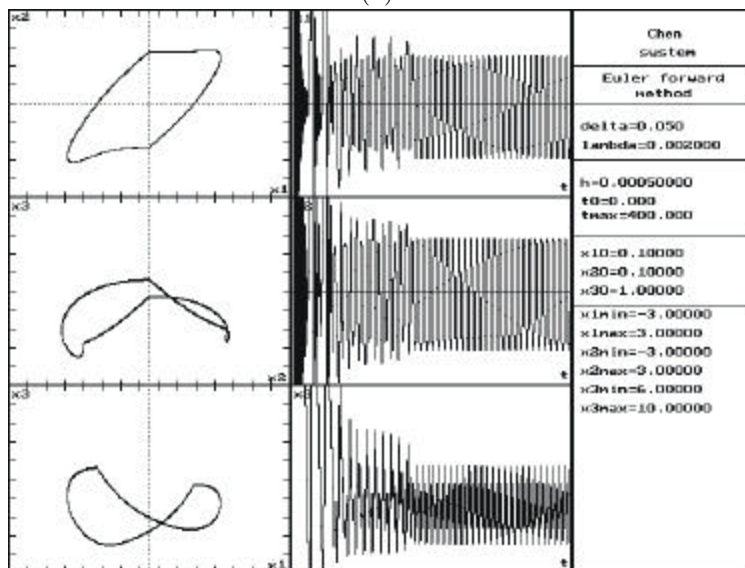 x2
x1
t
x3
x2
t
x3
x1
x3
t
Chen
system
Euler forward
method
delta=0.050
lambda=0.002000
h=0.00050000
t0=0.000
tmax=400.000
x10=0.10000
x20=0.10000
x30=1.00000
x1min=-3.00000
x1max=3.00000
x2min=-3.00000
x2max=3.00000
x3min=6.00000
x3max=10.00000